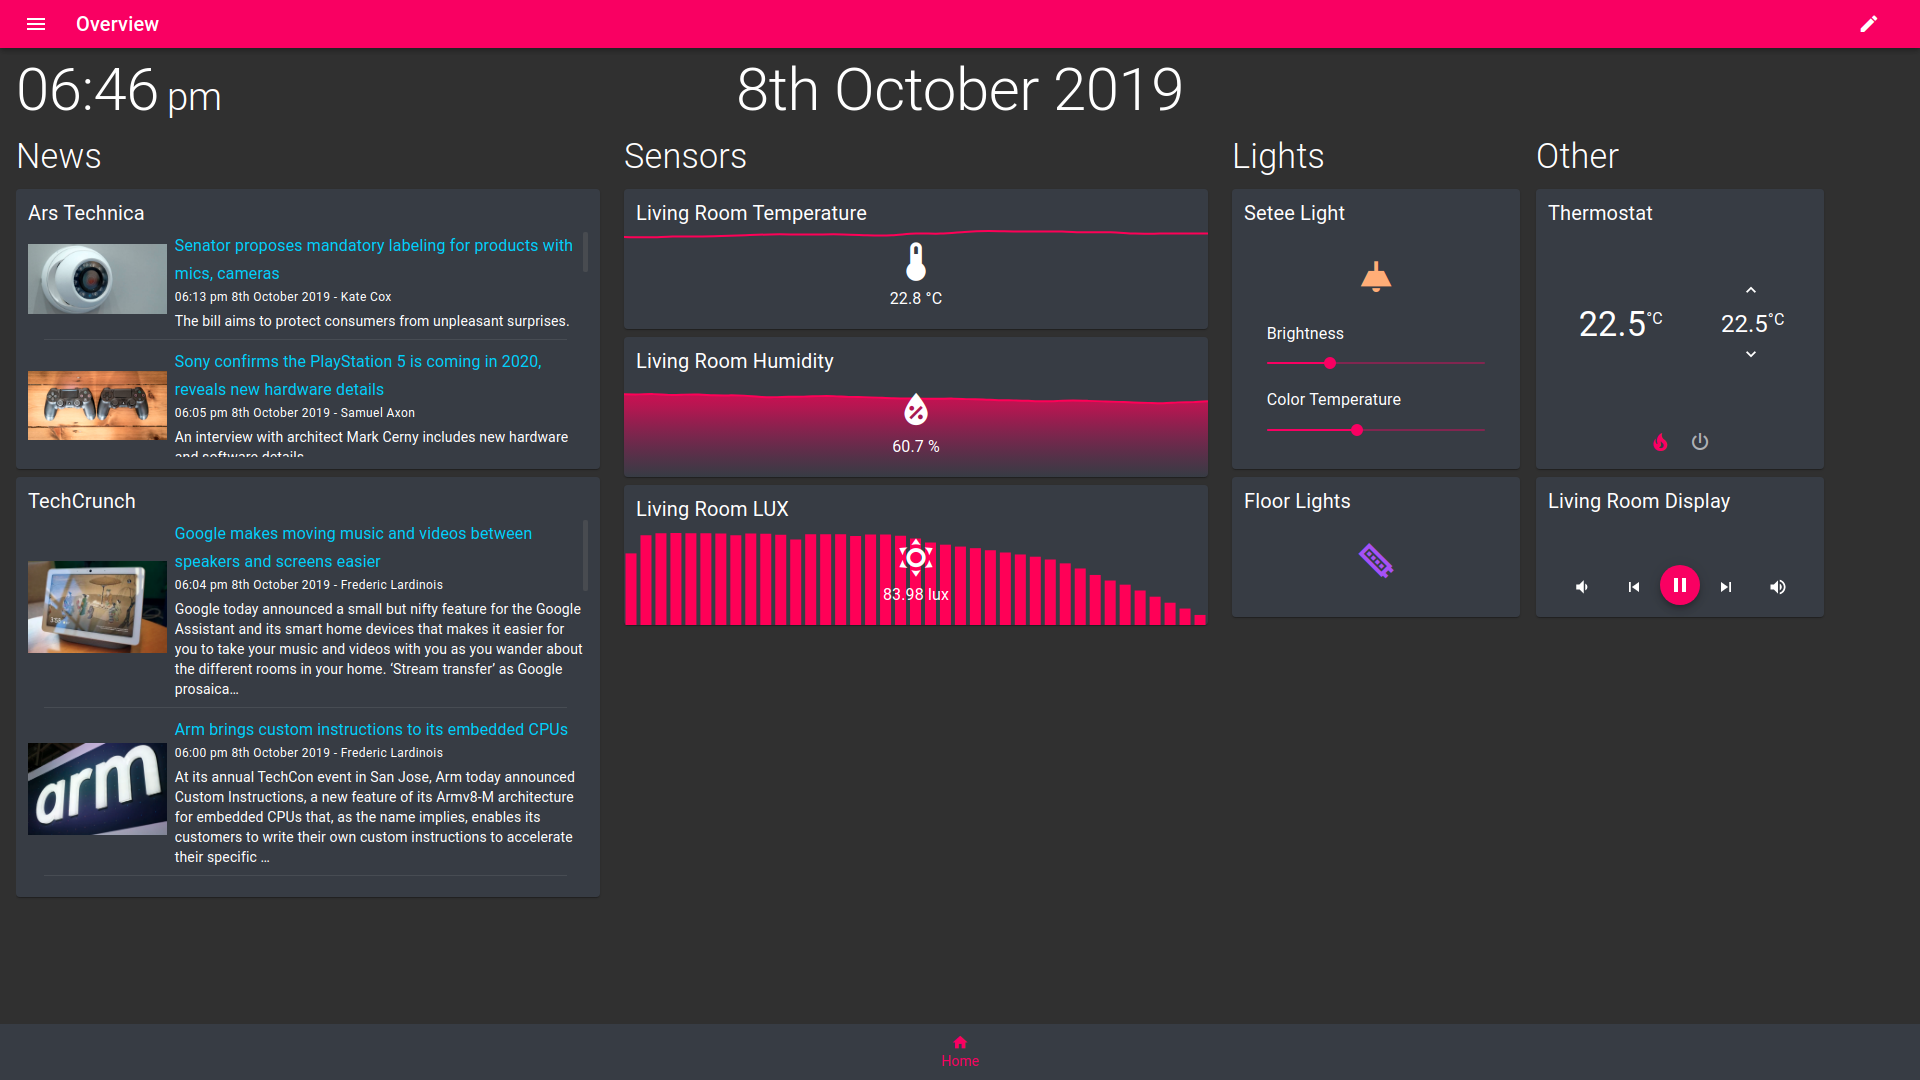 Overview
06:46 pm
8th October 2019
News
Ars Technica
Senator proposes mandatory labeling for products with
mics, cameras
06:13 pm 8th October 2019 - Kate Cox
The bill aims to protect consumers from unpleasant surprises.
Sony confirms the PlayStation 5 is coming in 2020,
reveals new hardware details
06:05 pm 8th October 2019 - Samuel Axon
An interview with architect Mark Cerny includes new hardware
and software details.
TechCrunch
Google makes moving music and videos between
speakers and screens easier
06:04 pm 8th October 2019 - Frederic Lardinois
Google today announced a small but nifty feature for the Google
Assistant and its smart home devices that makes it easier for
you to take your music and videos with you as you wander about
the different rooms in your home. ‘Stream transfer’ as Google
prosaica…
arm
Arm brings custom instructions to its embedded CPUs
06:00 pm 8th October 2019 - Frederic Lardinois
At its annual TechCon event in San Jose, Arm today announced
Custom Instructions, a new feature of its Armv8-M architecture
for embedded CPUs that, as the name implies, enables its
customers to write their own custom instructions to accelerate
their specific …
Sensors
Living Room Temperature
22.8 °C
Living Room Humidity
60.7 %
Living Room LUX
83.98 lux
Lights
Setee Light
Brightness
Color Temperature
Floor Lights
Other
Thermostat
22.5°C
22.5°C
Living Room Display
Home